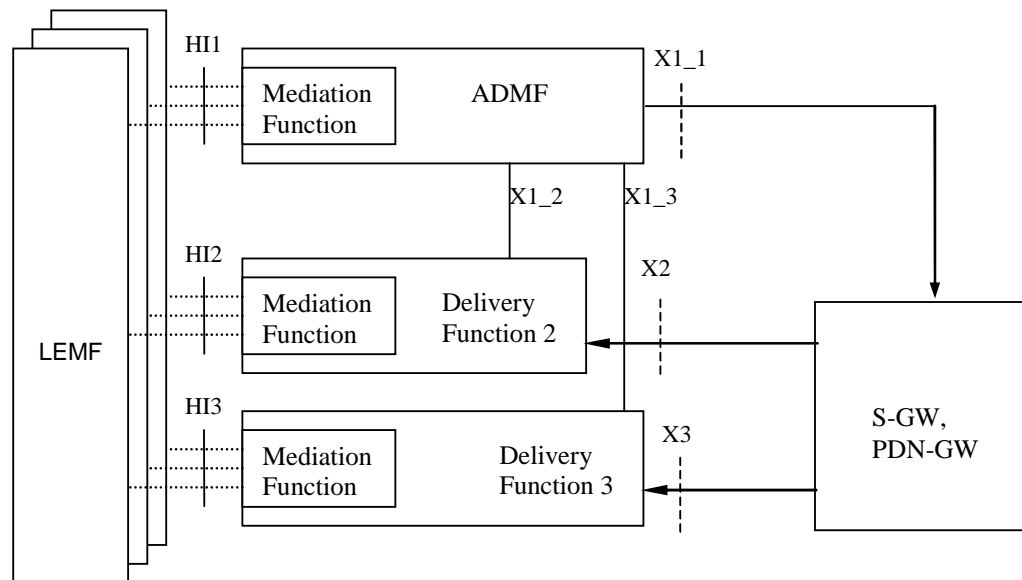 HI1
X1_1
Mediation
Function
ADMF
X1_2
X1_3
HI2
X2
Mediation
Function
Delivery
Function 2
LEMF
HI3
X3
Mediation
Function
Delivery
Function 3
S-GW,
PDN-GW